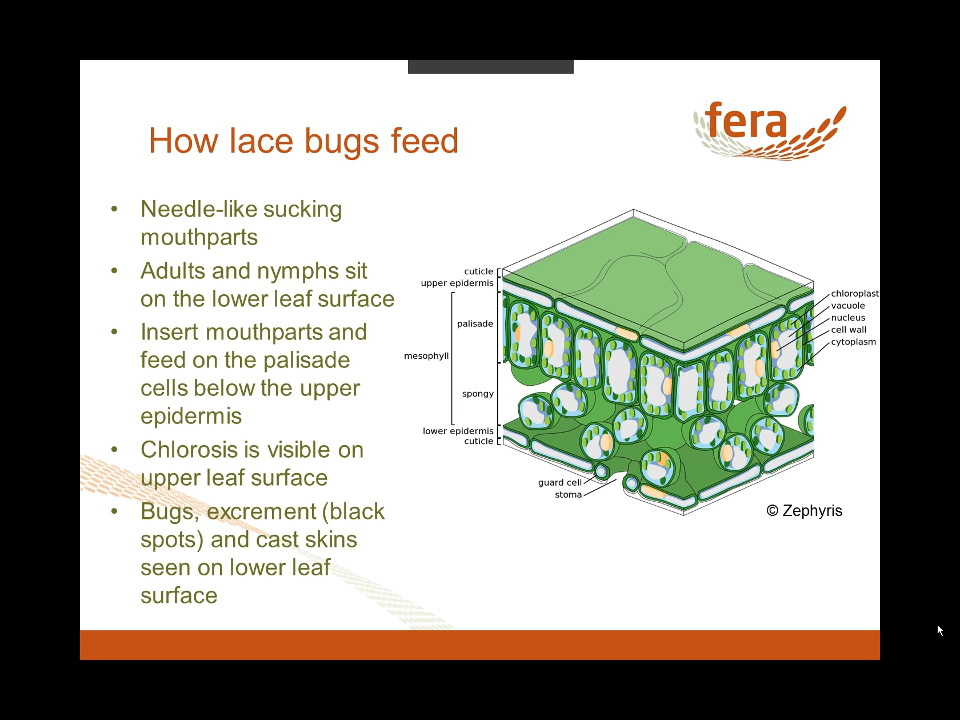 fera
How lace bugs feed
• Needle-like sucking
mouthparts
• Adults and nymphs sit
on the lower leaf surface
• Insert mouthparts and
feed on the palisade
cells below the upper
epidermis
• Chlorosis is visible on
upper leaf surface
• Bugs, excrement (black
spots) and cast skins
seen on lower leaf
surface
cuticle
upper epidermis
palisade
mesophyll
spongy
lower epidermis
cuticle
guard cell
stoma
chloroplast
vacuole
nucleus
cell wall
cytoplasm
© Zephyris